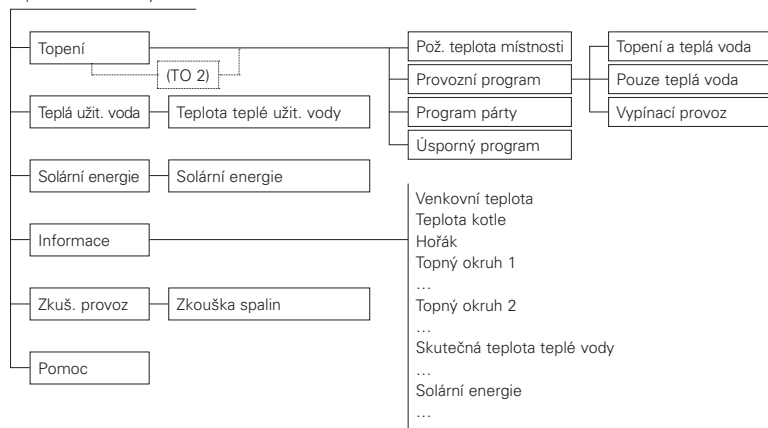 Topení
Pož. teplota místnosti
Topení a teplá voda
(TO 2)
Provozní program
Pouze teplá voda
Teplá užit. voda
Teplota teplé užit. vody
Program párty
Vypínací provoz
Úsporný program
Solární energie
Solární energie
Venkovní teplota
Teplota kotle
Informace
Hořák
Topný okruh 1
…
Zkuš. provoz
Zkouška spalin
Topný okruh 2
…
Skutečná teplota teplé vody
Pomoc
…
Solární energie
…